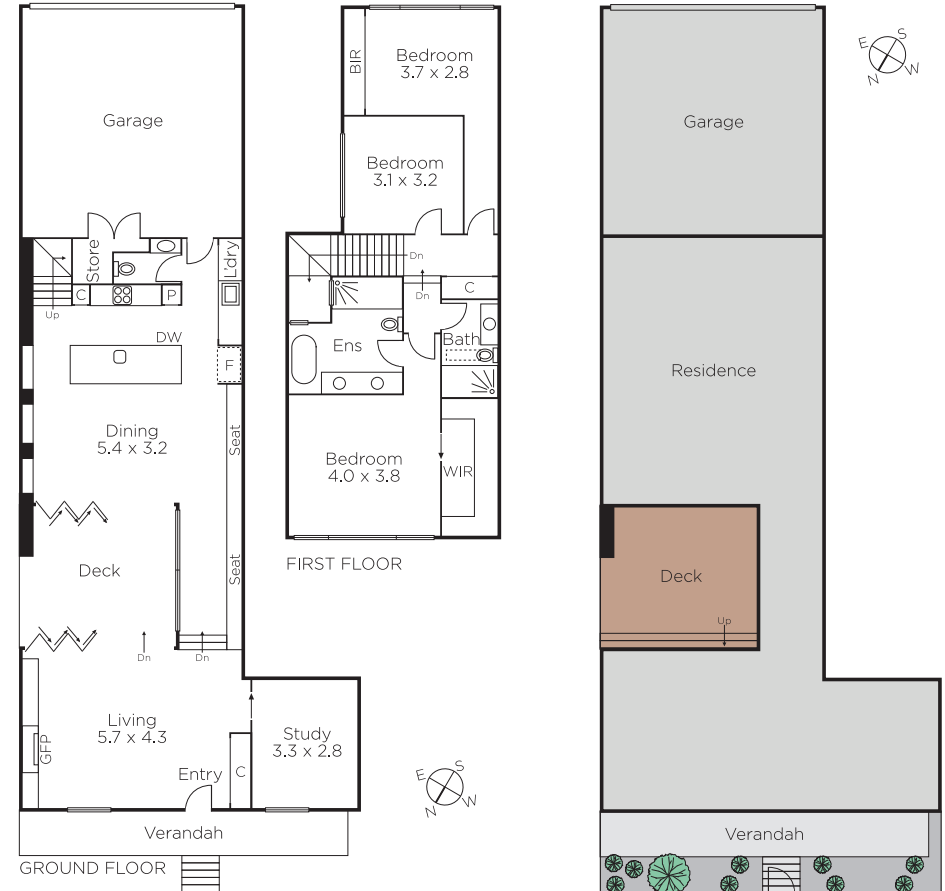 Garage
Store
L'dry
C
P
Up
DW
F
Dining
5.4 x 3.2
Seat
Seat
Deck
Dn
Dn
Living
5.7 x 4.3
GFP
Entry
C
Study
3.3 x 2.8
Verandah
GROUND FLOOR
E
S
N
W
BIR
Bedroom
3.7 x 2.8
Bedroom
3.1 x 3.2
Dn
Dn
C
Ens
Bath
Bedroom
4.0 x 3.8
WIR
FIRST FLOOR
E
S
N
W
Garage
Residence
Deck
Up
Verandah